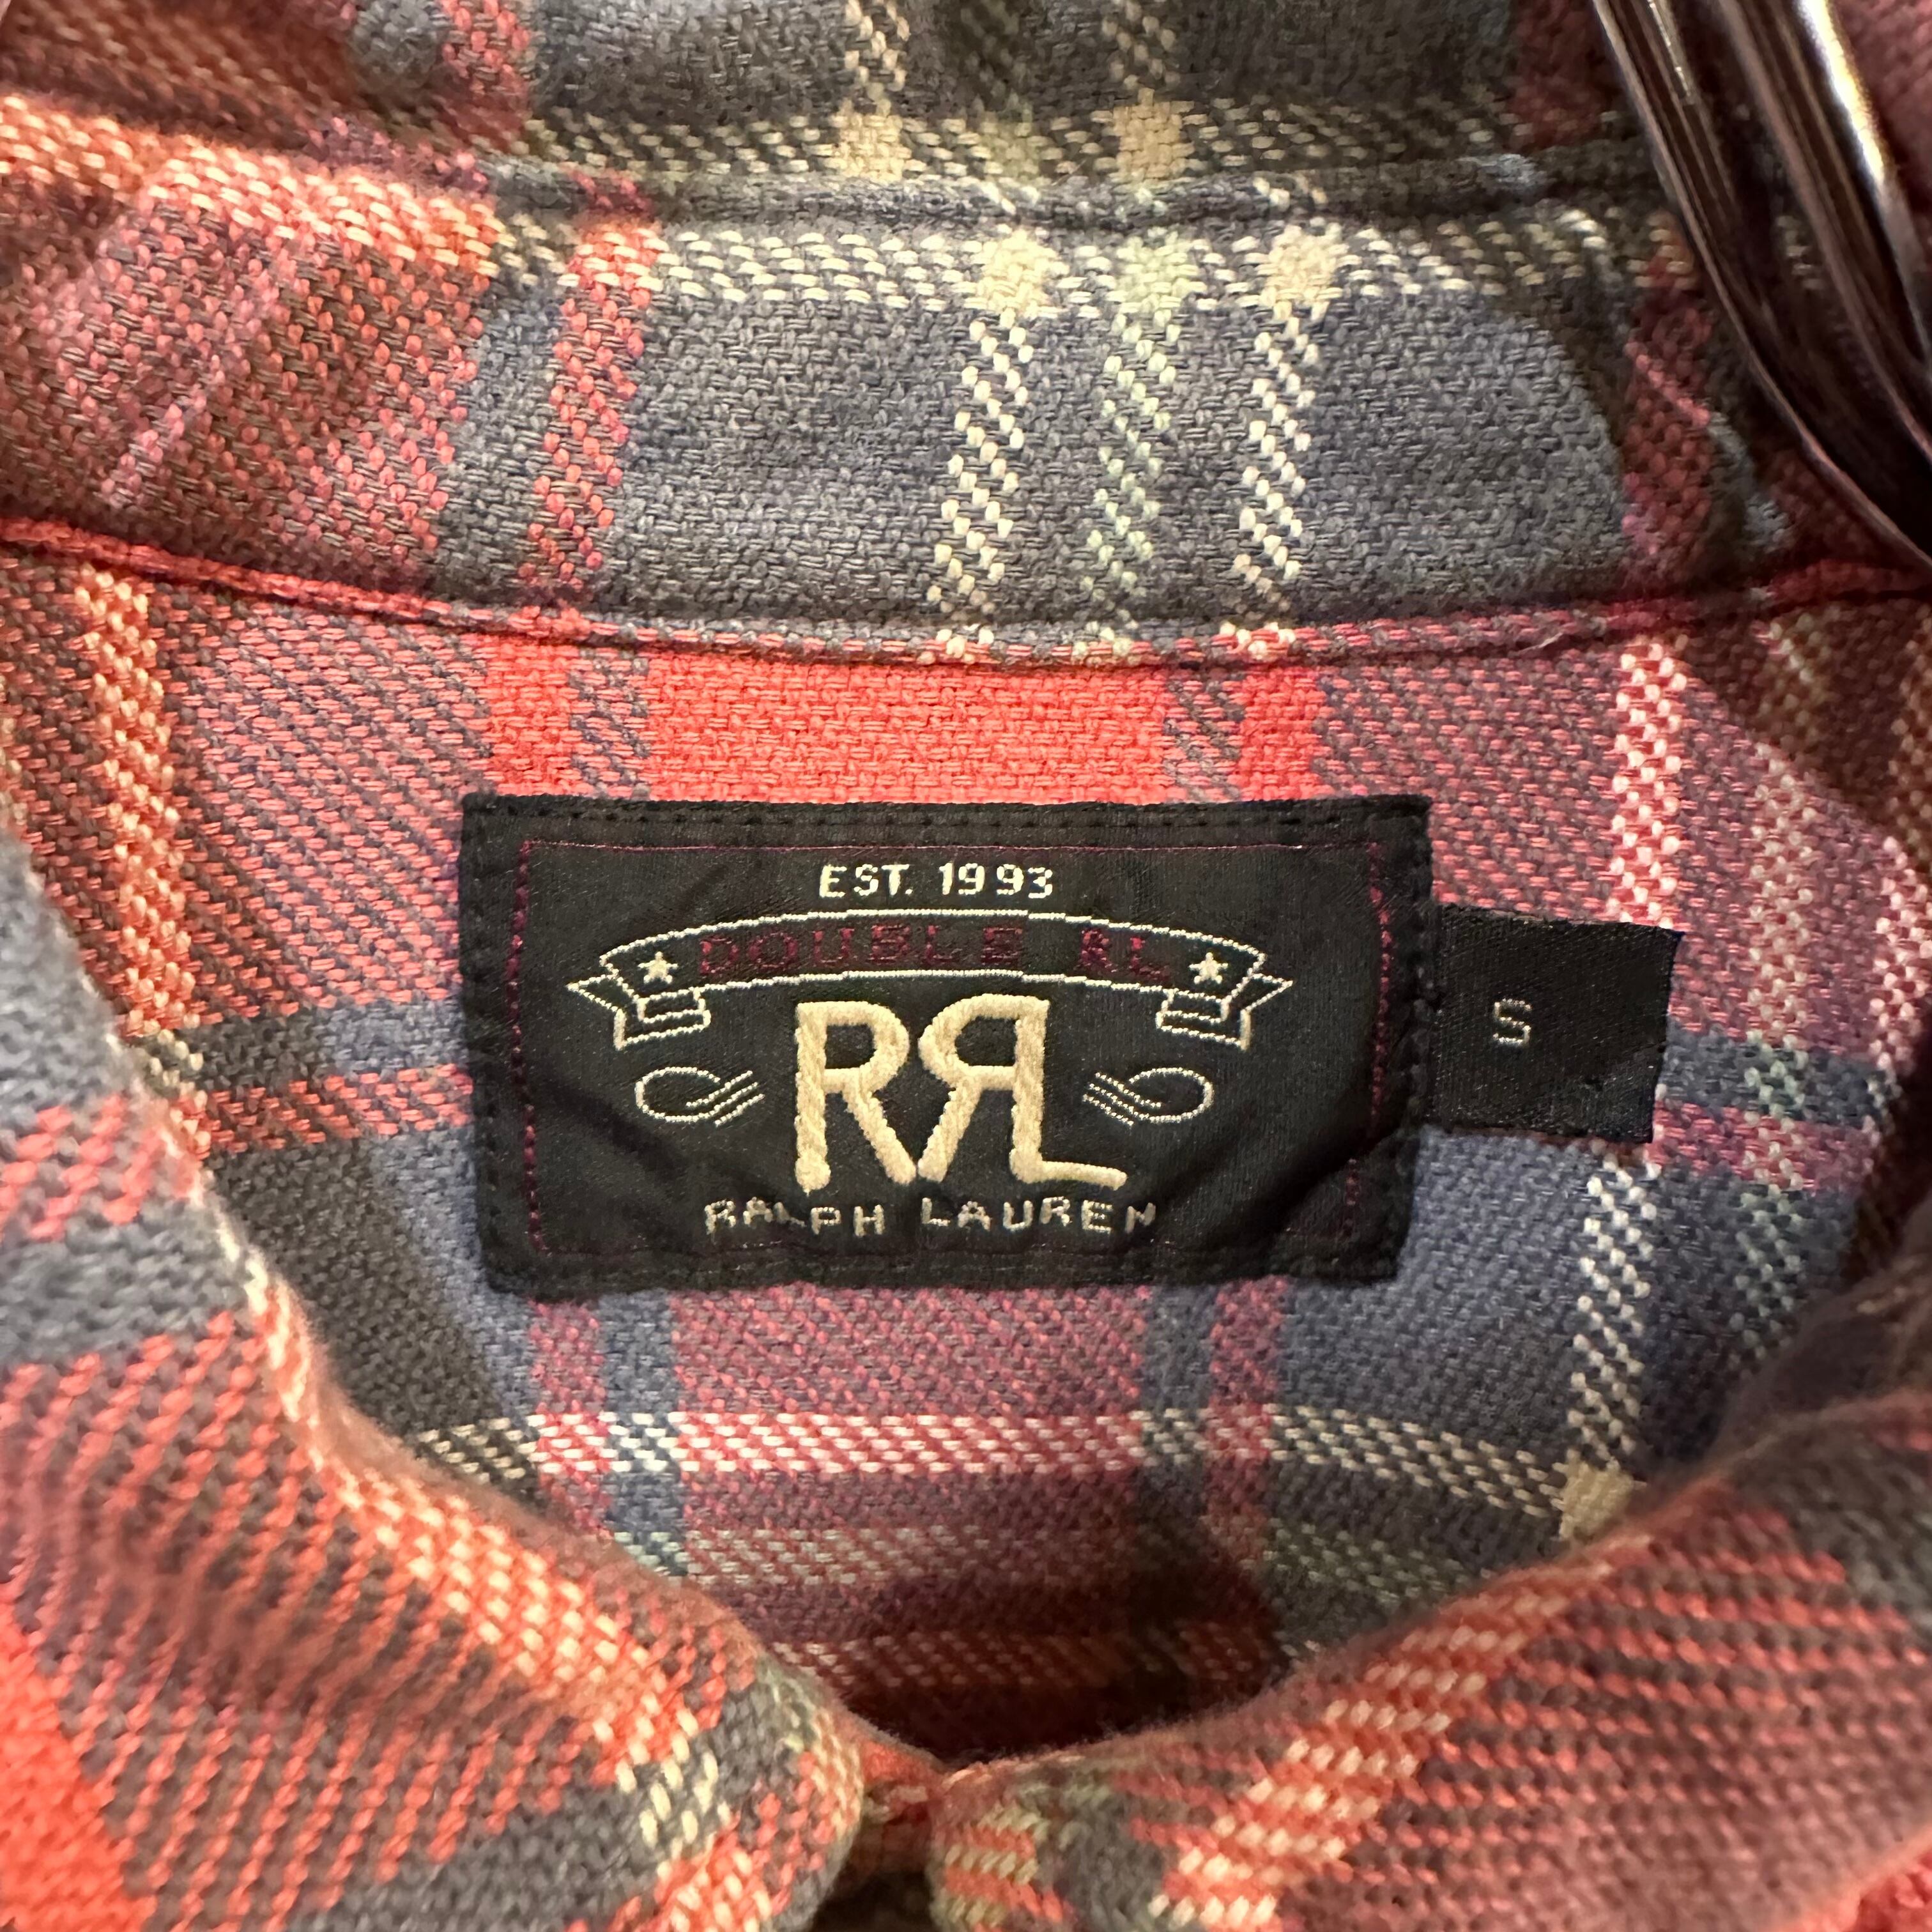 EST. 1993
DOUBLE RL
RRL
RALPH LAUREN
S